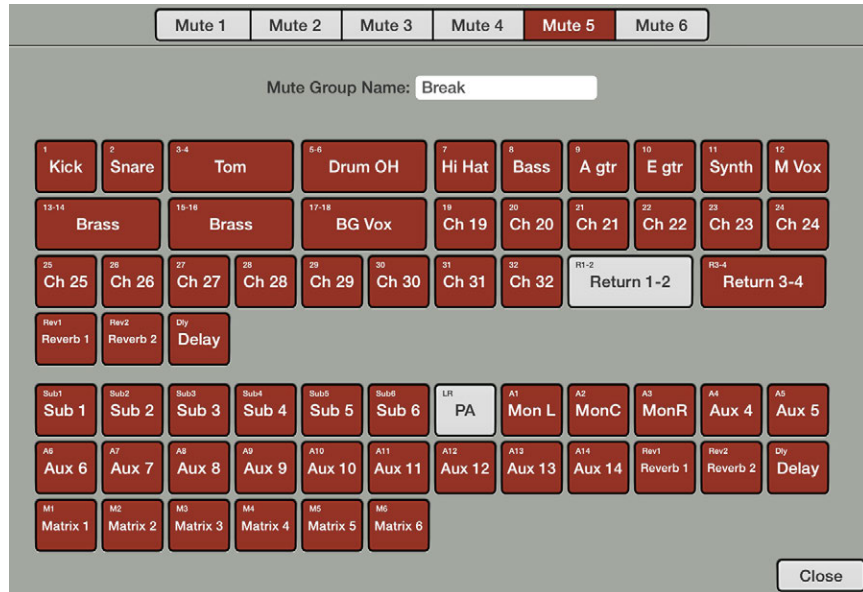 Mute 1 Mute 2 Mute 3 Mute 4 Mute 5 Mute 6
Mute Group Name: Break
1 2 3-4 5-6 7 8 9 10 11 12
Kick Snare Tom Drum OH Hi Hat Bass A gtr E gtr Synth M Vox
13-14 15-16 17-18 19 20 21 22 23 24
Brass Brass BG Vox Ch 19 Ch 20 Ch 21 Ch 22 Ch 23 Ch 24
25 26 27 28 29 30 31 32 R1-2 R3-4
Ch 25 Ch 26 Ch 27 Ch 28 Ch 29 Ch 30 Ch 31 Ch 32 Return 1-2 Return 3-4
Rev1 Rev2 Dly
Reverb 1 Reverb 2 Delay
Sub1 Sub2 Sub3 Sub4 Sub5 Sub6 LR A1 A2 A3 A4 A5
Sub 1 Sub 2 Sub 3 Sub 4 Sub 5 Sub 6 PA Mon L MonC MonR Aux 4 Aux 5
A6 A7 A8 A9 A10 A11 A12 A13 A14 Rev1 Rev2 Dly
Aux 6 Aux 7 Aux 8 Aux 9 Aux 10 Aux 11 Aux 12 Aux 13 Aux 14 Reverb 1 Reverb 2 Delay
M1 M2 M3 M4 M5 M6
Matrix 1 Matrix 2 Matrix 3 Matrix 4 Matrix 5 Matrix 6
Close